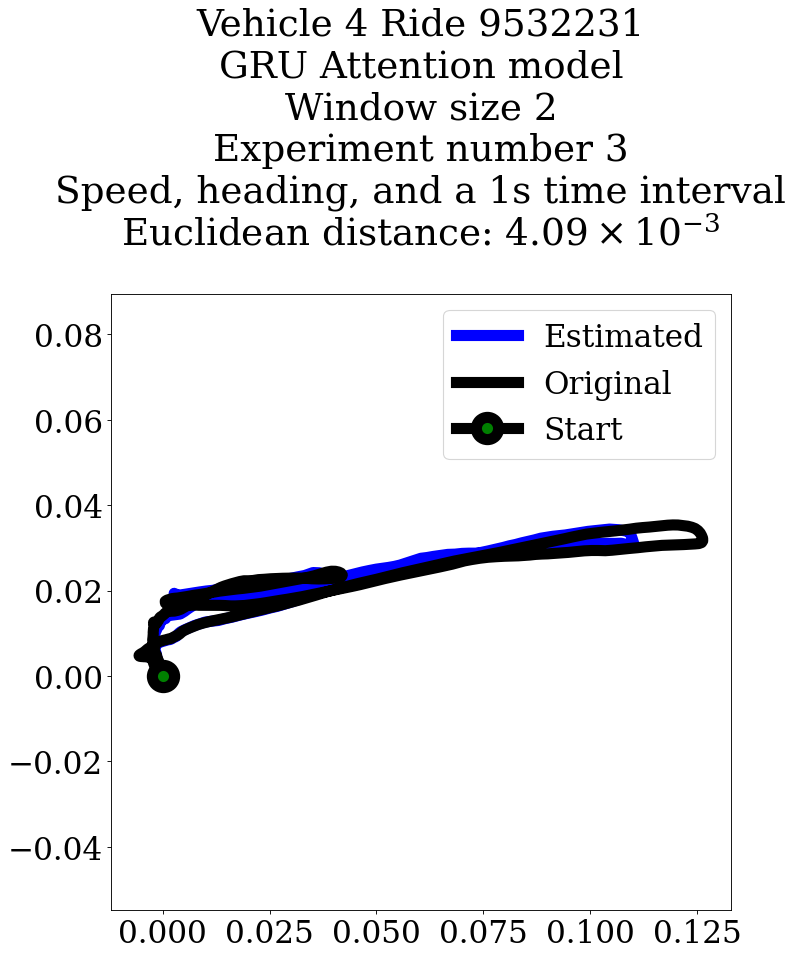 Vehicle 4 Ride 9532231
GRU Attention model
Window size 2
Experiment number 3
Speed, heading, and a 1s time interval
Euclidean distance: 4.09 × 10⁻³
Estimated
Original
Start
0.08
0.06
0.04
0.02
0.00
−0.02
−0.04
0.000 0.025 0.050 0.075 0.100 0.125